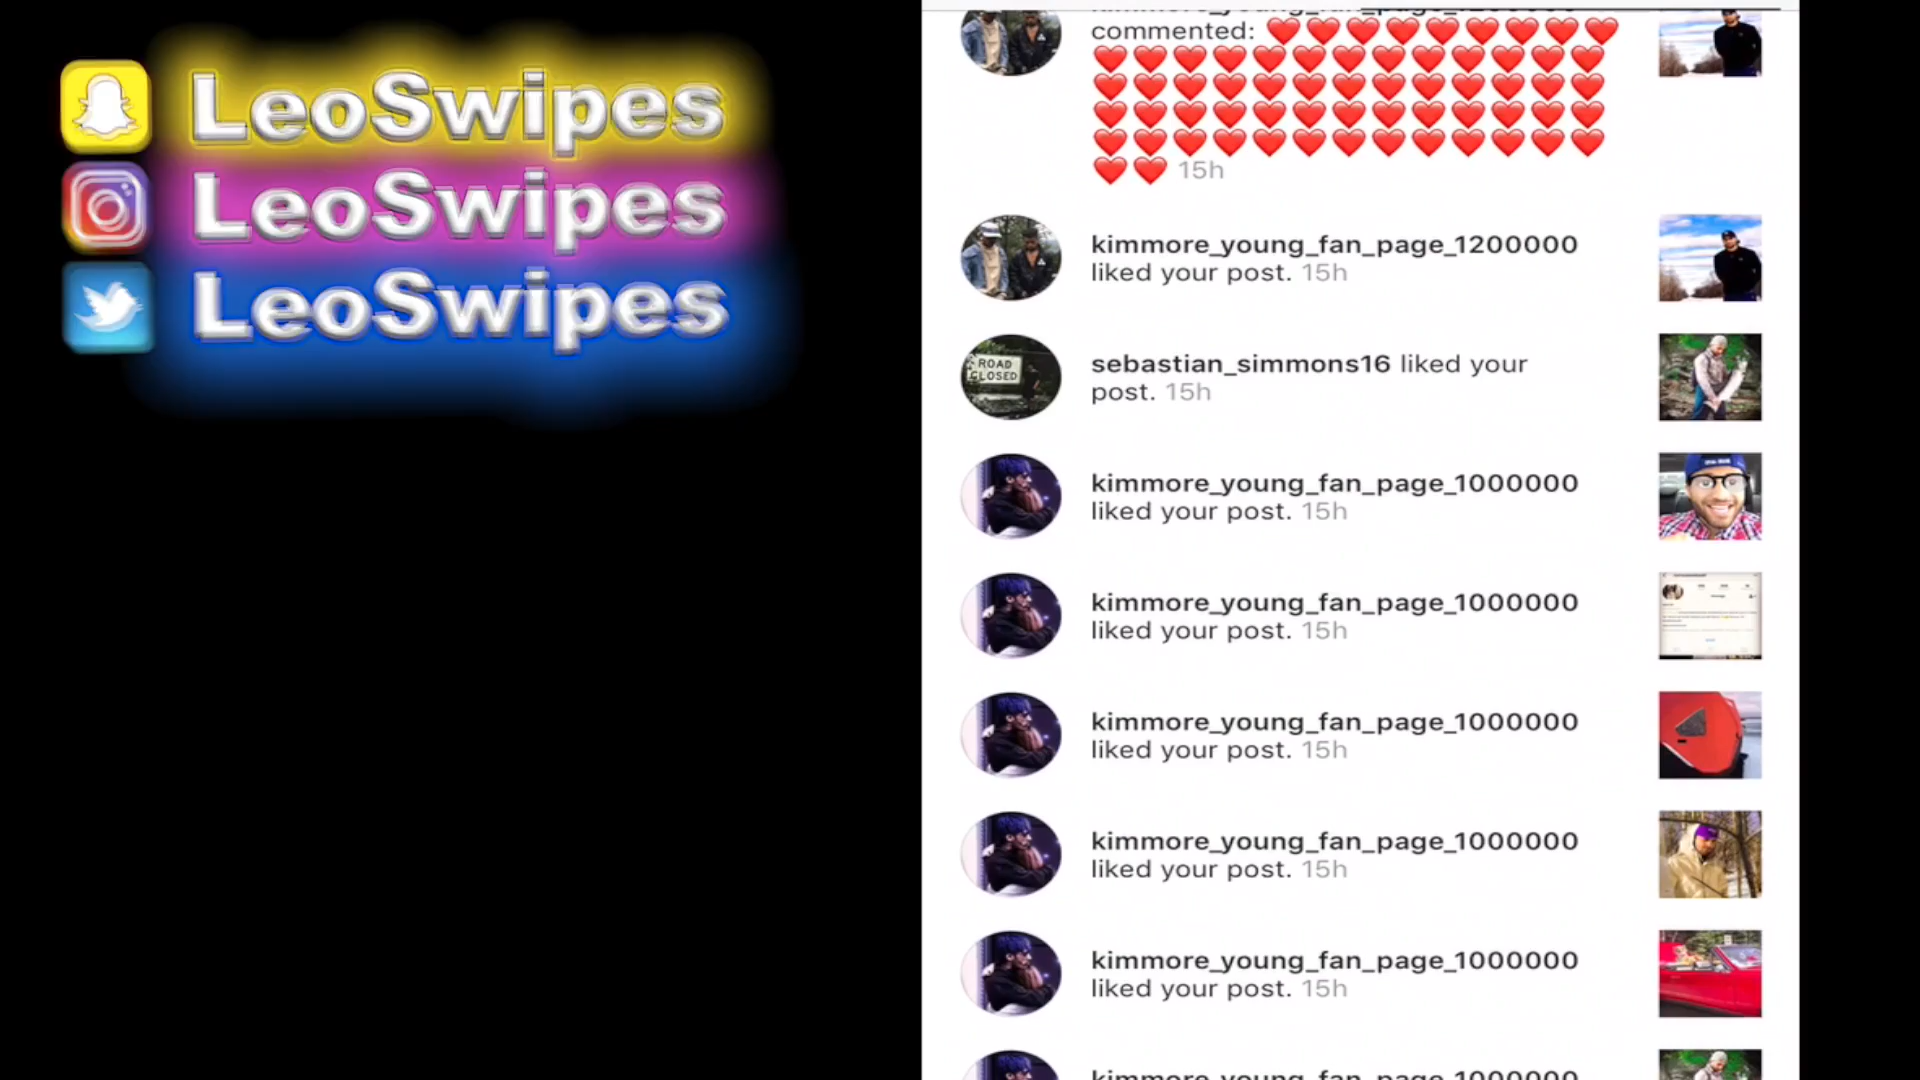 LeoSwipes
LeoSwipes
LeoSwipes
commented: ❤️❤️❤️❤️❤️❤️❤️❤️❤️
❤️❤️❤️❤️❤️❤️❤️❤️❤️❤️❤️❤️❤️
❤️❤️❤️❤️❤️❤️❤️❤️❤️❤️❤️❤️❤️
❤️❤️❤️❤️❤️❤️❤️❤️❤️❤️❤️❤️❤️
❤️❤️❤️❤️❤️❤️❤️❤️❤️❤️❤️❤️❤️
❤️❤️ 15h
kimmore_young_fan_page_1200000
liked your post. 15h
ROAD
CLOSED
sebastian_simmons16 liked your
post. 15h
kimmore_young_fan_page_1000000
liked your post. 15h
kimmore_young_fan_page_1000000
liked your post. 15h
kimmore_young_fan_page_1000000
liked your post. 15h
kimmore_young_fan_page_1000000
liked your post. 15h
kimmore_young_fan_page_1000000
liked your post. 15h
kimmore_young_fan_page_1000000